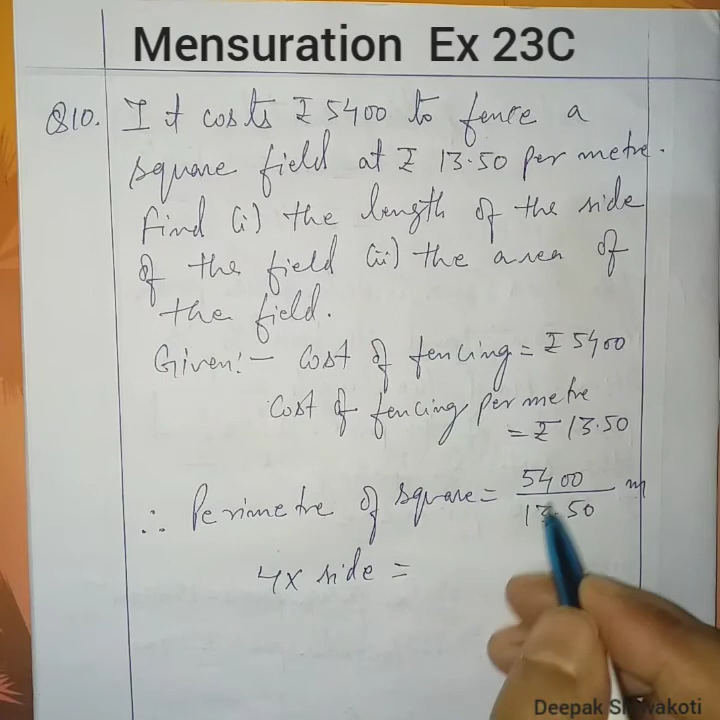 Mensuration Ex 23C
Q10. It costs ₹ 5400 to fence a
square field at ₹ 13.50 per metre.
Find (i) the length of the side
of the field (ii) the area of
the field.
Given:- Cost of fencing = ₹ 5400
Cost of fencing per metre
= ₹ 13.50
∴ Perimetre of square = 5400 m
13.50
4x side =
Deepak Shiwakoti